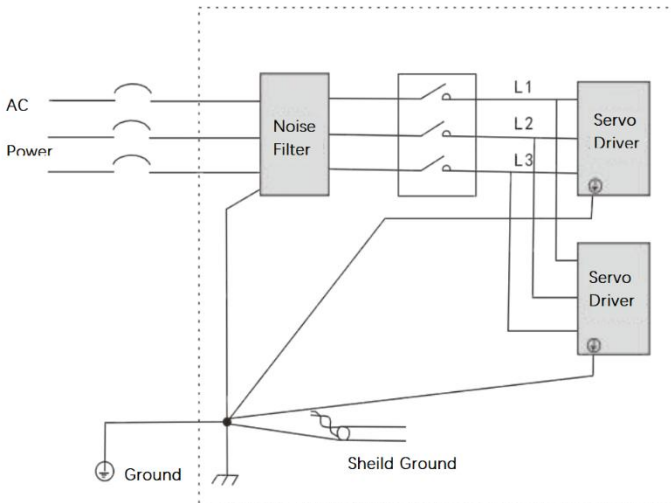 AC
Power
Noise
Filter
L1
L2
L3
Servo
Driver
Servo
Driver
Ground
Sheild Ground